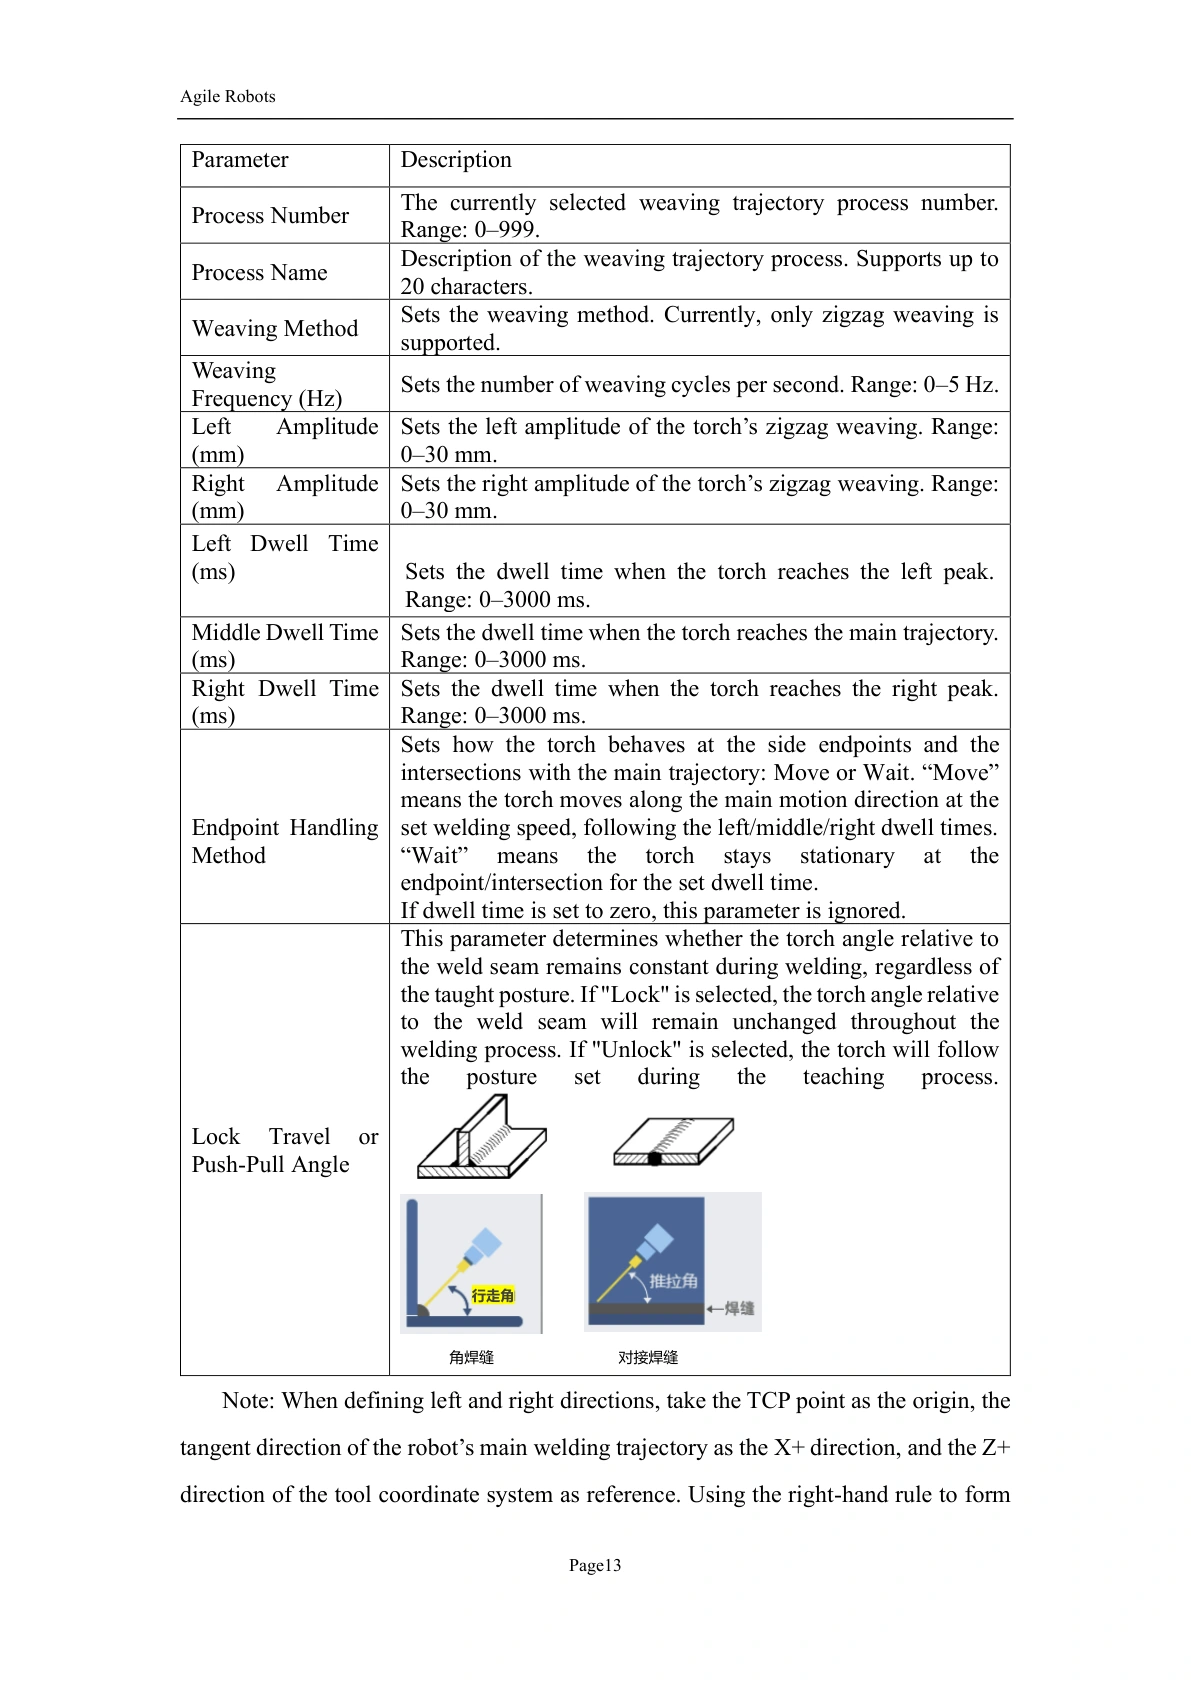 Agile Robots
Parameter
Description
Process Number
The currently selected weaving trajectory process number.
Range: 0–999.
Process Name
Description of the weaving trajectory process. Supports up to
20 characters.
Weaving Method
Sets the weaving method. Currently, only zigzag weaving is
supported.
Weaving
Frequency (Hz)
Sets the number of weaving cycles per second. Range: 0–5 Hz.
Left Amplitude
(mm)
Sets the left amplitude of the torch’s zigzag weaving. Range:
0–30 mm.
Right Amplitude
(mm)
Sets the right amplitude of the torch’s zigzag weaving. Range:
0–30 mm.
Left Dwell Time
(ms)
Sets the dwell time when the torch reaches the left peak.
Range: 0–3000 ms.
Middle Dwell Time
(ms)
Sets the dwell time when the torch reaches the main trajectory.
Range: 0–3000 ms.
Right Dwell Time
(ms)
Sets the dwell time when the torch reaches the right peak.
Range: 0–3000 ms.
Endpoint Handling
Method
Sets how the torch behaves at the side endpoints and the
intersections with the main trajectory: Move or Wait. “Move”
means the torch moves along the main motion direction at the
set welding speed, following the left/middle/right dwell times.
“Wait” means the torch stays stationary at the
endpoint/intersection for the set dwell time.
If dwell time is set to zero, this parameter is ignored.
Lock Travel or
Push-Pull Angle
This parameter determines whether the torch angle relative to
the weld seam remains constant during welding, regardless of
the taught posture. If "Lock" is selected, the torch angle relative
to the weld seam will remain unchanged throughout the
welding process. If "Unlock" is selected, the torch will follow
the posture set during the teaching process.
行走角
推拉角
←焊缝
角焊缝
对接焊缝
Note: When defining left and right directions, take the TCP point as the origin, the
tangent direction of the robot’s main welding trajectory as the X+ direction, and the Z+
direction of the tool coordinate system as reference. Using the right-hand rule to form
Page13